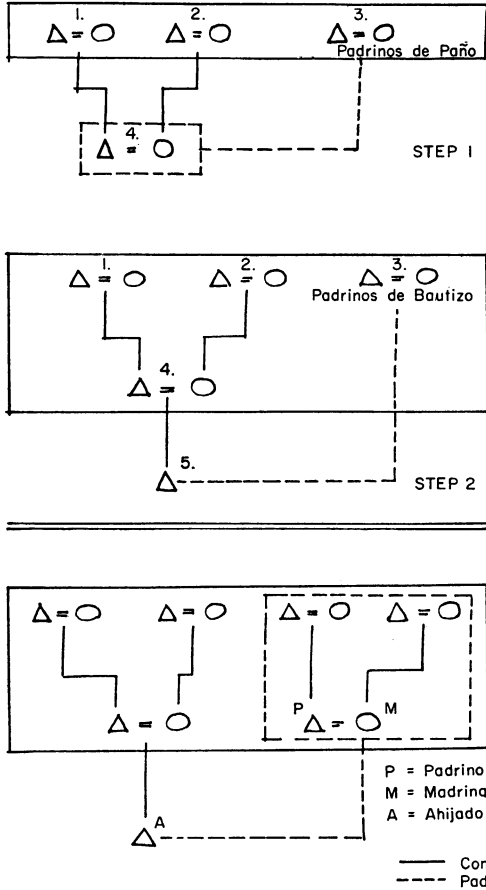 1. 2. 3.
Padrinos de Paño
4.
STEP 1
1. 2. 3.
Padrinos de Bautizo
4.
5.
STEP 2
P M
P = Padrino
M = Madrina
A = Ahijado
A